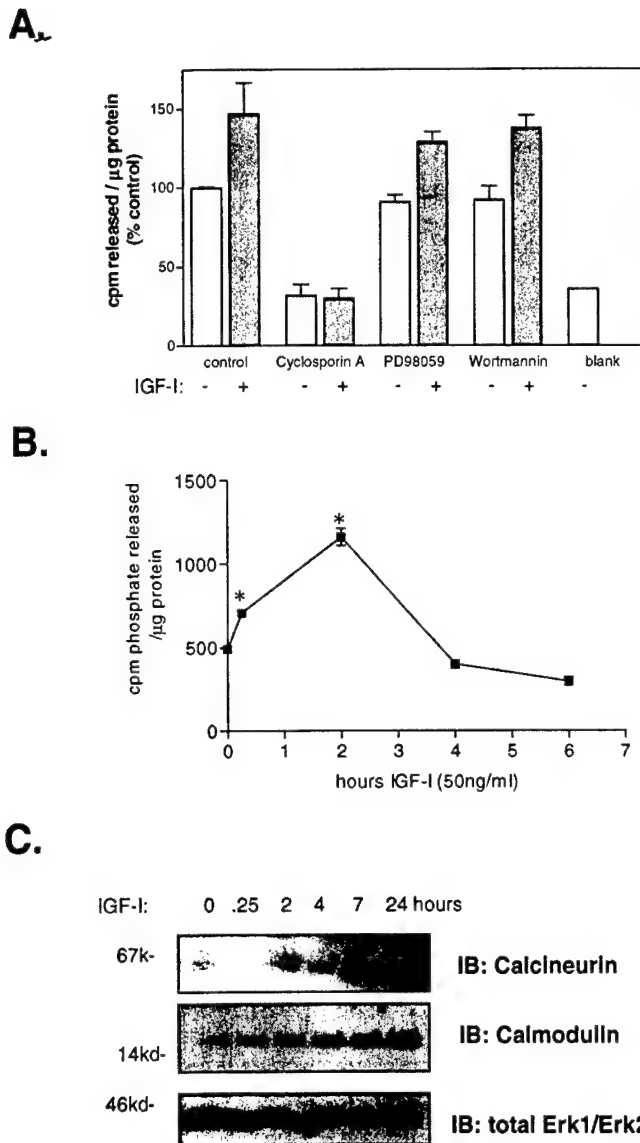 A.
cpm released / µg protein
(% control)
150
100
50
0
control Cyclosporin A PD98059 Wortmannin blank
IGF-I: - + - + - + - + -
B.
cpm phosphate released
/µg protein
1500
*
1000
*
500
0
0 1 2 3 4 5 6 7
hours IGF-I (50ng/ml)
C.
IGF-I: 0 .25 2 4 7 24 hours
67k- IB: Calcineurin
IB: Calmodulin
14kd-
46kd-
IB: total Erk1/Erk2